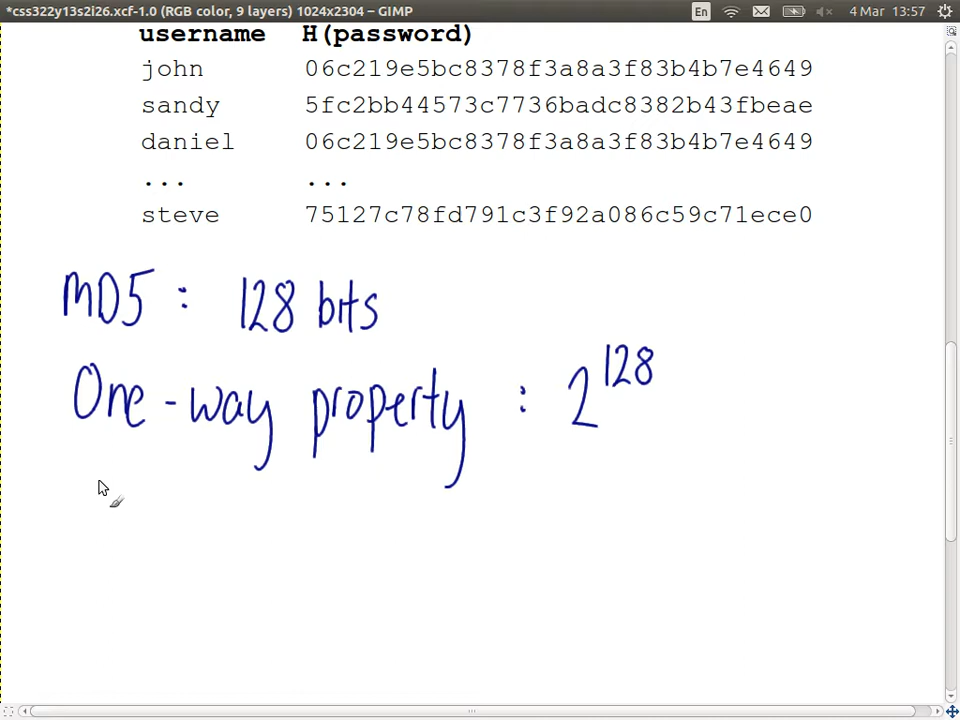 *css322y13s2i26.xcf-1.0 (RGB color, 9 layers) 1024x2304 – GIMP En 4 Mar 13:57
username H(password)
john 06c219e5bc8378f3a8a3f83b4b7e4649
sandy 5fc2bb44573c7736badc8382b43fbeae
daniel 06c219e5bc8378f3a8a3f83b4b7e4649
... ...
steve 75127c78fd791c3f92a086c59c71ece0
MD5 : 128 bits
One-way property : 2^128